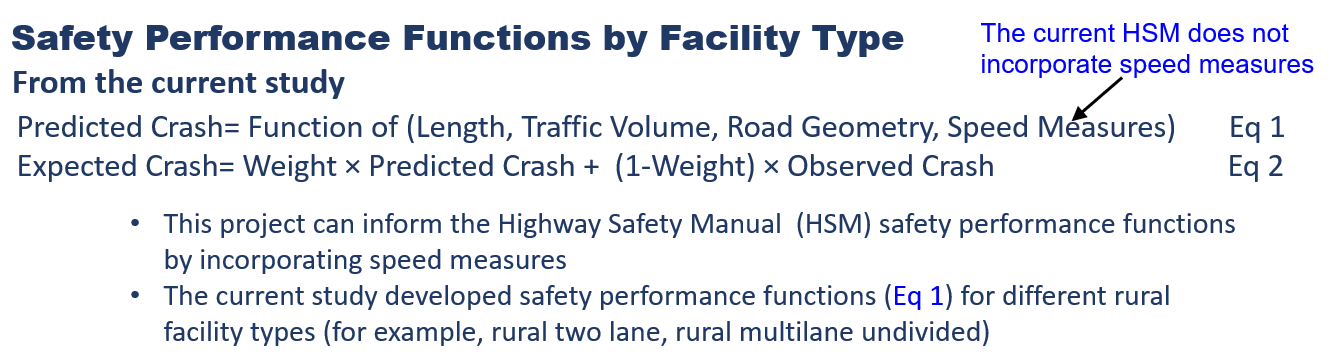 Safety Performance Functions by Facility Type
The current HSM does not
incorporate speed measures
From the current study
Predicted Crash= Function of (Length, Traffic Volume, Road Geometry, Speed Measures) Eq 1
Expected Crash= Weight × Predicted Crash + (1-Weight) × Observed Crash Eq 2
• This project can inform the Highway Safety Manual (HSM) safety performance functions
by incorporating speed measures
• The current study developed safety performance functions (Eq 1) for different rural
facility types (for example, rural two lane, rural multilane undivided)